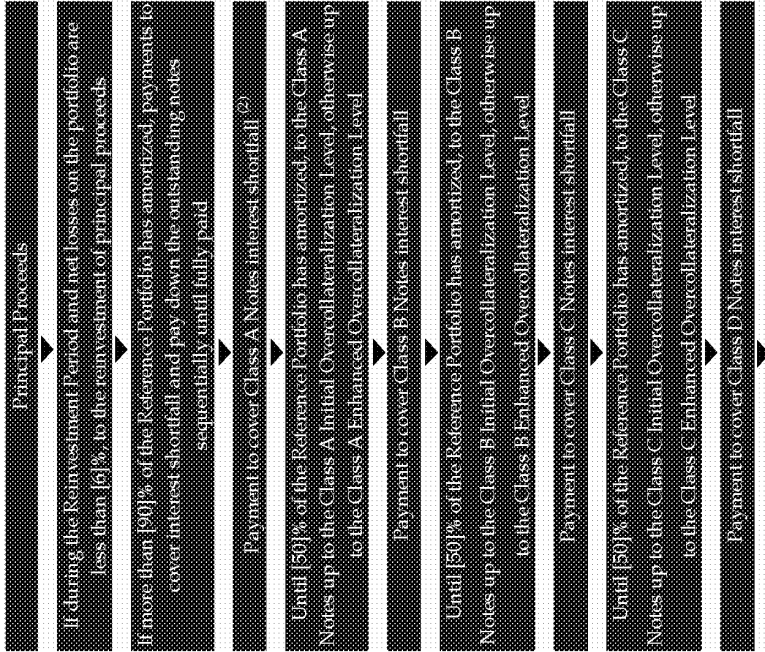 Principal Proceeds
If during the Reinvestment Period and net losses on the portfolio are
less than [6]%, to the reinvestment of principal proceeds
If more than [90]% of the Reference Portfolio has amortized, payments to
cover interest shortfall and pay down the outstanding notes
sequentially until fully paid
Payment to cover Class A Notes interest shortfall (2)
Until [50]% of the Reference Portfolio has amortized, to the Class A
Notes up to the Class A Initial Overcollateralization Level, otherwise up
to the Class A Enhanced Overcollateralization Level
Payment to cover Class B Notes interest shortfall
Until [50]% of the Reference Portfolio has amortized, to the Class B
Notes up to the Class B Initial Overcollateralization Level, otherwise up
to the Class B Enhanced Overcollateralization Level
Payment to cover Class C Notes interest shortfall
Until [50]% of the Reference Portfolio has amortized, to the Class C
Notes up to the Class C Initial Overcollateralization Level, otherwise up
to the Class C Enhanced Overcollateralization Level
Payment to cover Class D Notes interest shortfall